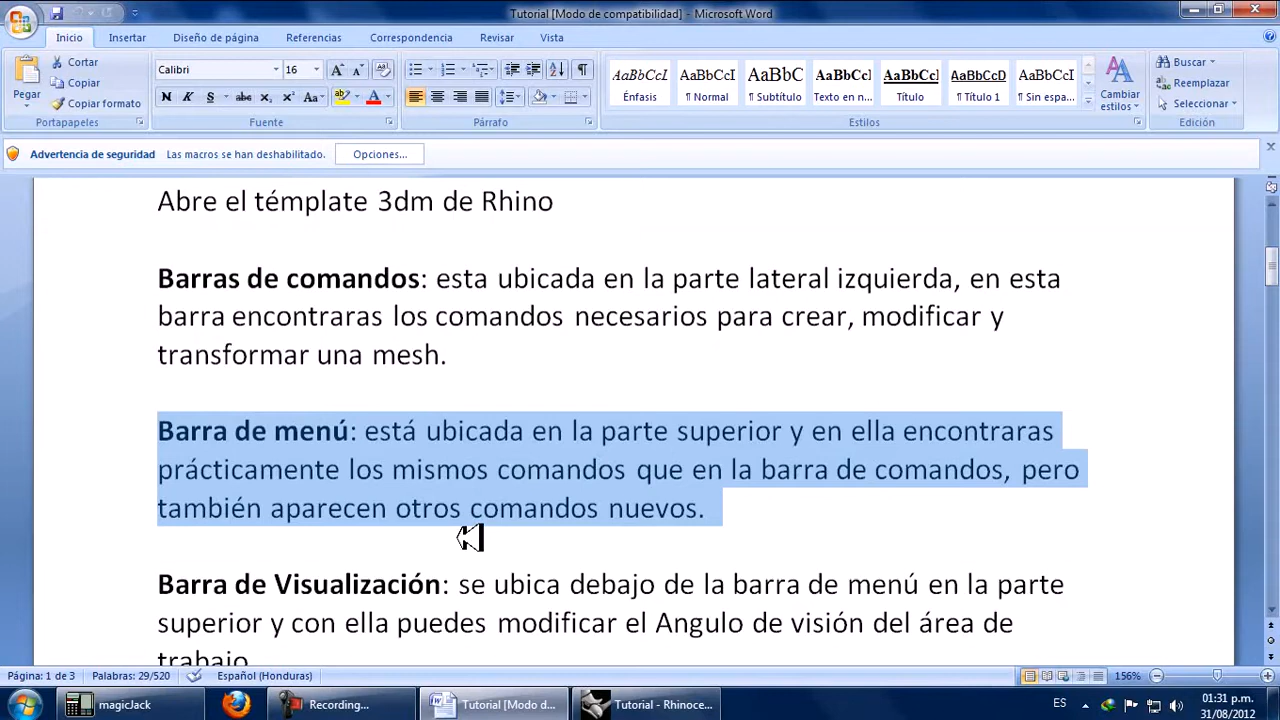 Tutorial [Modo de compatibilidad] - Microsoft Word
Inicio Insertar Diseño de página Referencias Correspondencia Revisar Vista
Pegar
Cortar
Copiar
Copiar formato
Portapapeles
Calibri 16
N K S abc x₂ x² Aa
Fuente
Párrafo
AaBbCcI AaBbCcI AaBbC AaBbCcI AaBbCcI AaBbCcD AaBbCcI
Énfasis ¶ Normal ¶ Subtítulo Texto en n... Título ¶ Título 1 ¶ Sin espa...
Cambiar estilos
Estilos
Buscar
Reemplazar
Seleccionar
Edición
Advertencia de seguridad Las macros se han deshabilitado. Opciones...
Abre el témplate 3dm de Rhino
Barras de comandos: esta ubicada en la parte lateral izquierda, en esta
barra encontraras los comandos necesarios para crear, modificar y
transformar una mesh.
Barra de menú: está ubicada en la parte superior y en ella encontraras
prácticamente los mismos comandos que en la barra de comandos, pero
también aparecen otros comandos nuevos.
Barra de Visualización: se ubica debajo de la barra de menú en la parte
superior y con ella puedes modificar el Angulo de visión del área de
trabajo
Página: 1 de 3 Palabras: 29/520 Español (Honduras) 156%
magicJack Recording... Tutorial [Modo d... Tutorial - Rhinoce... ES 01:31 p.m.
31/08/2012